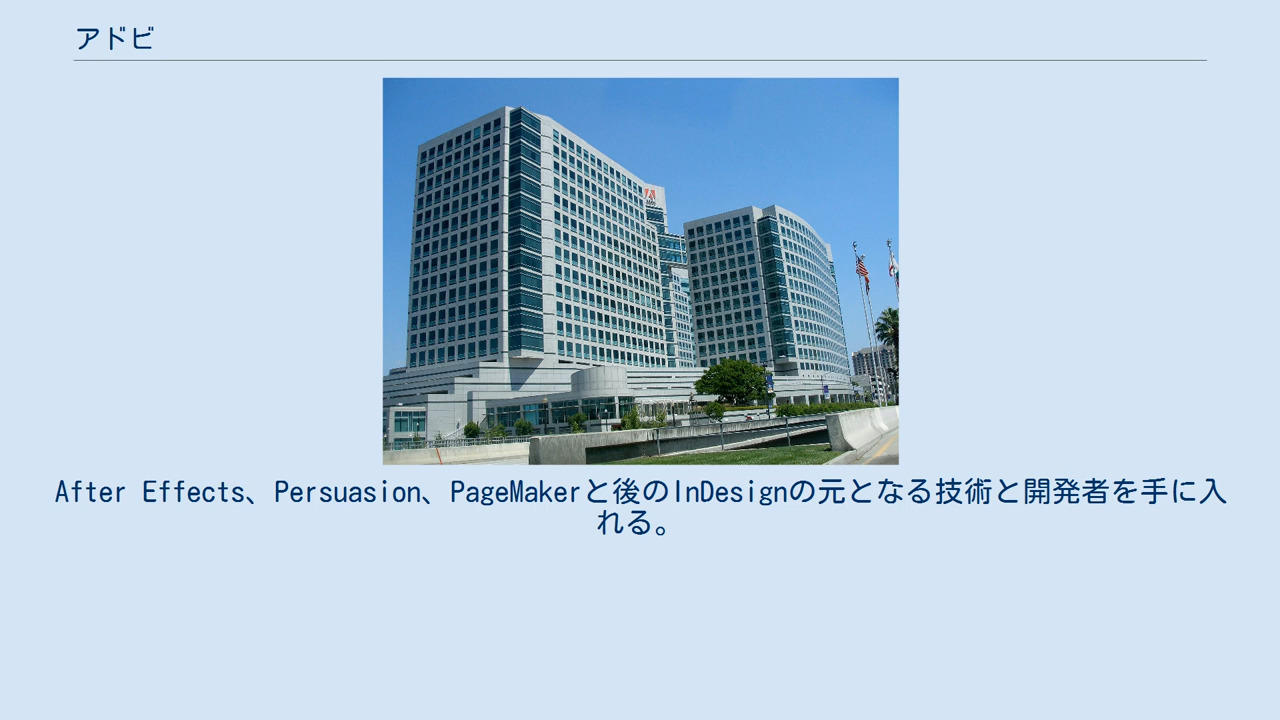 アドビ
After Effects、Persuasion、PageMakerと後のInDesignの元となる技術と開発者を手に入
れる。